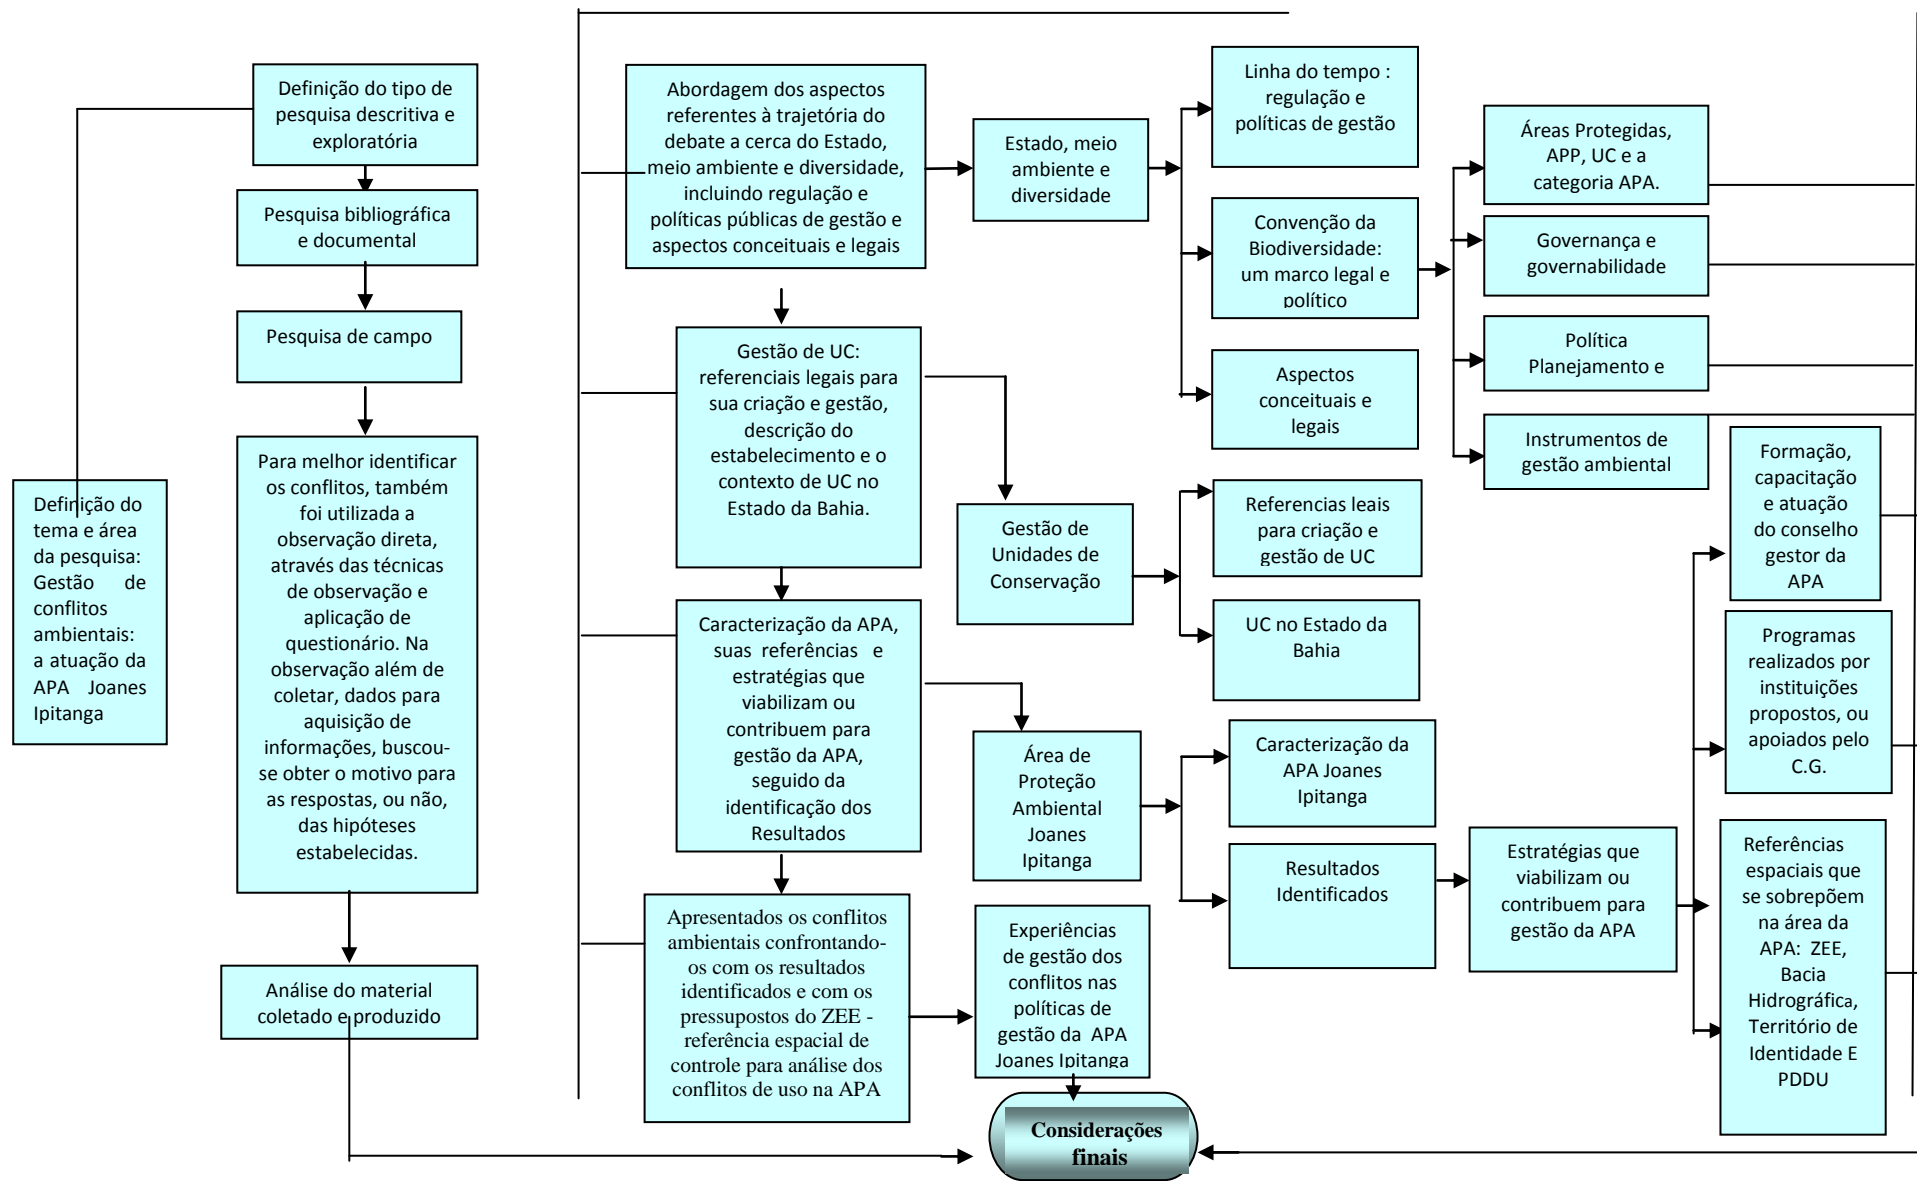 Definição do
tema e área
da pesquisa:
Gestão de
conflitos
ambientais:
a atuação da
APA Joanes
Ipitanga
Definição do tipo de
pesquisa descritiva e
exploratória
Pesquisa bibliográfica
e documental
Pesquisa de campo
Para melhor identificar
os conflitos, também
foi utilizada a
observação direta,
através das técnicas
de observação e
aplicação de
questionário. Na
observação além de
coletar, dados para
aquisição de
informações, buscou-
se obter o motivo para
as respostas, ou não,
das hipóteses
estabelecidas.
Análise do material
coletado e produzido
Abordagem dos aspectos
referentes à trajetória do
debate a cerca do Estado,
meio ambiente e diversidade,
incluindo regulação e
políticas públicas de gestão e
aspectos conceituais e legais
Gestão de UC:
referenciais legais para
sua criação e gestão,
descrição do
estabelecimento e o
contexto de UC no
Estado da Bahia.
Caracterização da APA,
suas referências e
estratégias que
viabilizam ou
contribuem para
gestão da APA,
seguido da
identificação dos
Resultados
Apresentados os conflitos
ambientais confrontando-
os com os resultados
identificados e com os
pressupostos do ZEE -
referência espacial de
controle para análise dos
conflitos de uso na APA
Estado, meio
ambiente e
diversidade
Gestão de
Unidades de
Conservação
Área de
Proteção
Ambiental
Joanes
Ipitanga
Experiências
de gestão dos
conflitos nas
políticas de
gestão da APA
Joanes Ipitanga
Considerações
finais
Linha do tempo :
regulação e
políticas de gestão
Convenção da
Biodiversidade:
um marco legal e
político
Aspectos
conceituais e
legais
Referencias leais
para criação e
gestão de UC
UC no Estado da
Bahia
Caracterização da
APA Joanes
Ipitanga
Resultados
Identificados
Áreas Protegidas,
APP, UC e a
categoria APA.
Governança e
governabilidade
Política
Planejamento e
Instrumentos de
gestão ambiental
Estratégias que
viabilizam ou
contribuem para
gestão da APA
Formação,
capacitação
e atuação
do conselho
gestor da
APA
Programas
realizados por
instituições
propostos, ou
apoiados pelo
C.G.
Referências
espaciais que
se sobrepõem
na área da
APA: ZEE,
Bacia
Hidrográfica,
Território de
Identidade E
PDDU